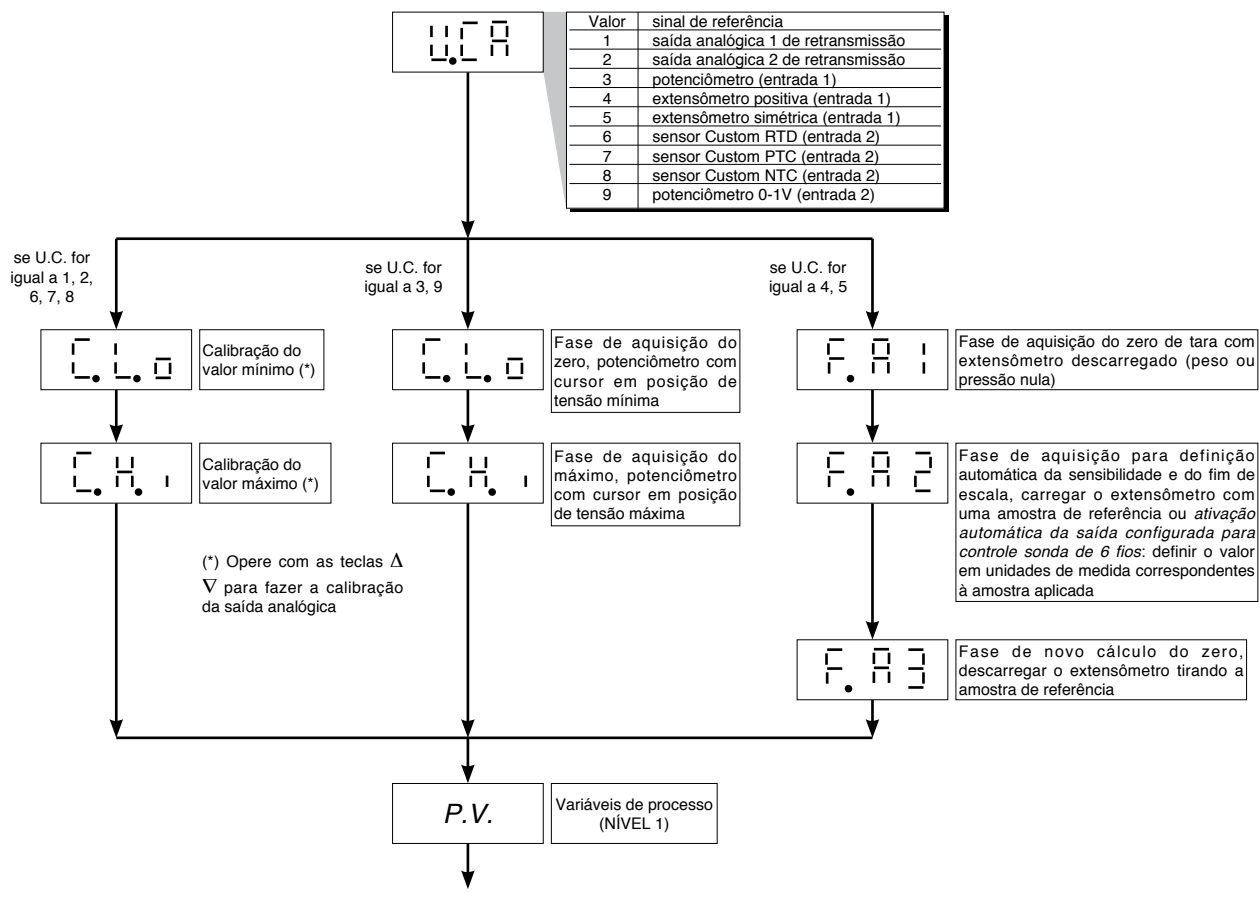 U.CA
Valor sinal de referência
1 saída analógica 1 de retransmissão
2 saída analógica 2 de retransmissão
3 potenciômetro (entrada 1)
4 extensômetro positiva (entrada 1)
5 extensômetro simétrica (entrada 1)
6 sensor Custom RTD (entrada 2)
7 sensor Custom PTC (entrada 2)
8 sensor Custom NTC (entrada 2)
9 potenciômetro 0-1V (entrada 2)
se U.C. for
igual a 1, 2,
6, 7, 8
se U.C. for
igual a 3, 9
se U.C. for
igual a 4, 5
C.L.o
Calibração do
valor mínimo (*)
C.L.o
Fase de aquisição do
zero, potenciômetro com
cursor em posição de
tensão mínima
F.A1
Fase de aquisição do zero de tara com
extensômetro descarregado (peso ou
pressão nula)
C.H.i
Calibração do
valor máximo (*)
C.H.i
Fase de aquisição do
máximo, potenciômetro
com cursor em posição
de tensão máxima
F.A2
Fase de aquisição para definição
automática da sensibilidade e do fim de
escala, carregar o extensômetro com
uma amostra de referência ou ativação
automática da saída configurada para
controle sonda de 6 fios: definir o valor
em unidades de medida correspondentes
à amostra aplicada
(*) Opere com as teclas Δ
∇ para fazer a calibração
da saída analógica
F.A3
Fase de novo cálculo do zero,
descarregar o extensômetro tirando a
amostra de referência
P.V.
Variáveis de processo
(NÍVEL 1)